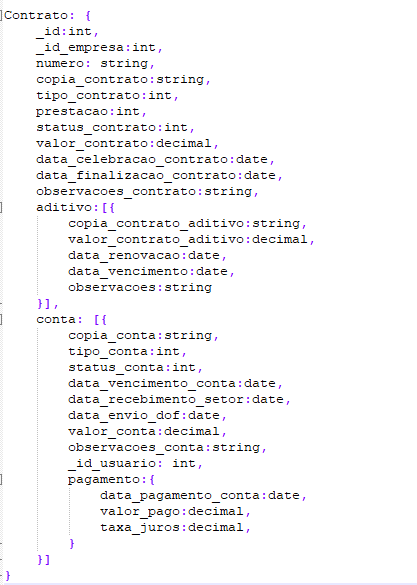 Contrato: {
_id:int,
_id_empresa:int,
numero: string,
copia_contrato:string,
tipo_contrato:int,
prestacao:int,
status_contrato:int,
valor_contrato:decimal,
data_celebracao_contrato:date,
data_finalizacao_contrato:date,
observacoes_contrato:string,
aditivo:[{
copia_contrato_aditivo:string,
valor_contrato_aditivo:decimal,
data_renovacao:date,
data_vencimento:date,
observacoes:string
}],
conta: [{
copia_conta:string,
tipo_conta:int,
status_conta:int,
data_vencimento_conta:date,
data_recebimento_setor:date,
data_envio_dof:date,
valor_conta:decimal,
observacoes_conta:string,
_id_usuario: int,
pagamento:{
data_pagamento_conta:date,
valor_pago:decimal,
taxa_juros:decimal,
}
}]
}